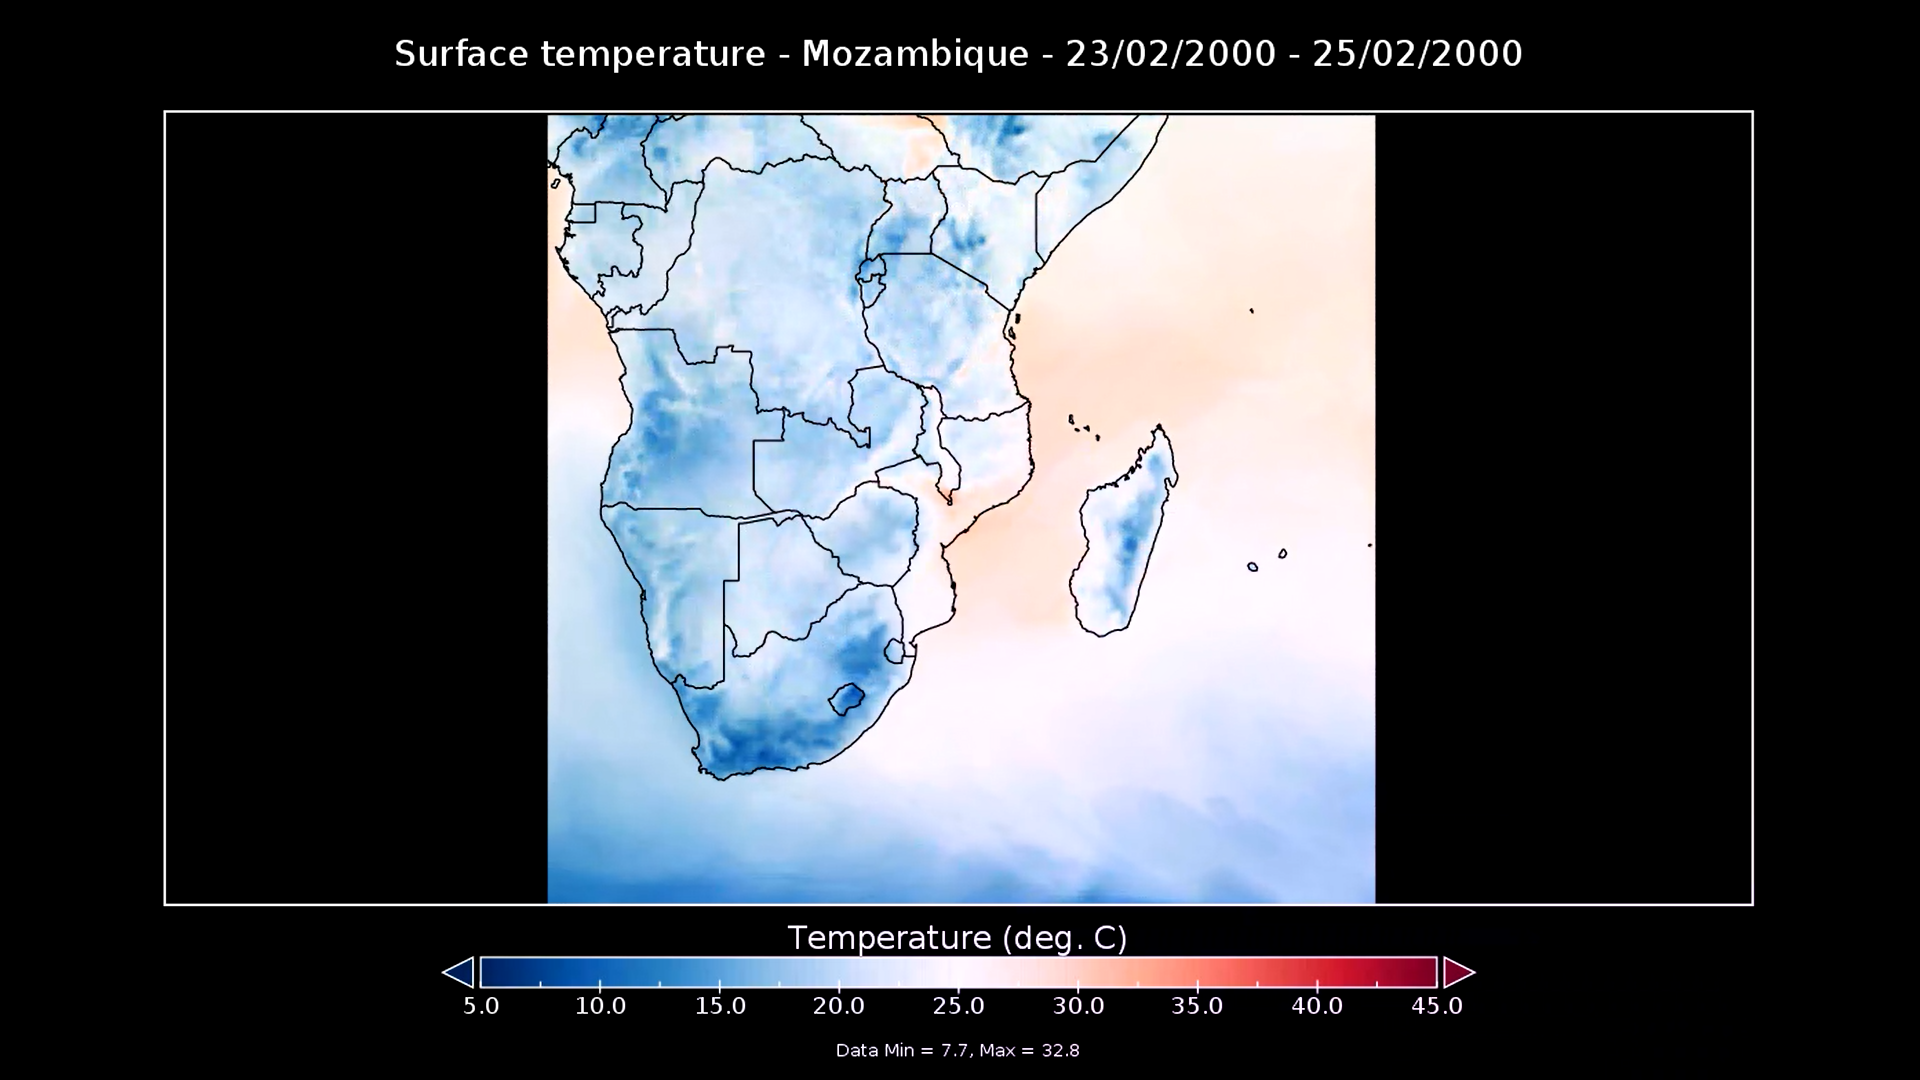 Surface temperature - Mozambique - 23/02/2000 - 25/02/2000
Temperature (deg. C)
5.0 10.0 15.0 20.0 25.0 30.0 35.0 40.0 45.0
Data Min = 7.7, Max = 32.8